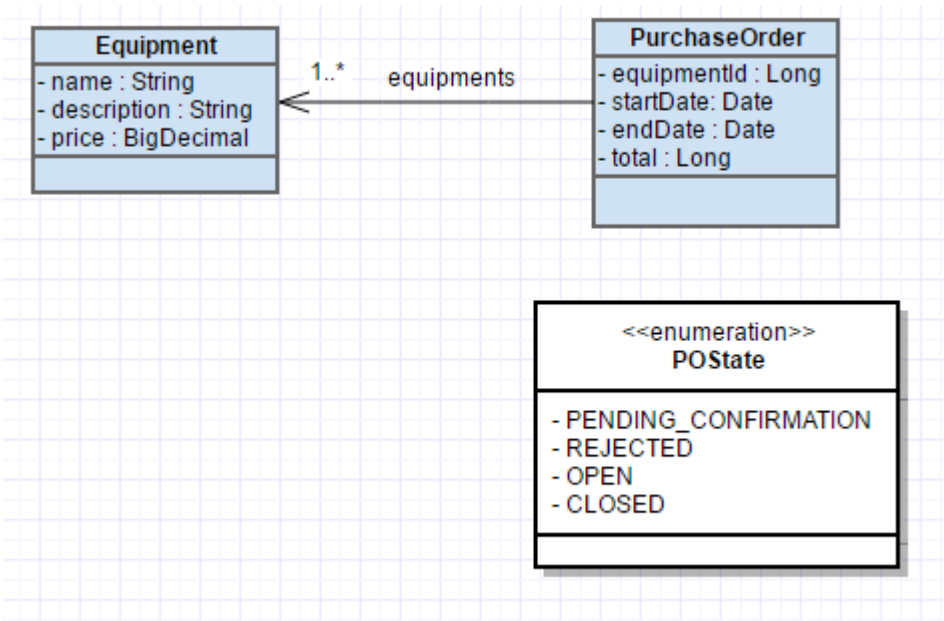 Equipment
- name : String
- description : String
- price : BigDecimal
1..*
equipments
PurchaseOrder
- equipmentId : Long
- startDate: Date
- endDate : Date
- total : Long
<<enumeration>>
POState
- PENDING_CONFIRMATION
- REJECTED
- OPEN
- CLOSED